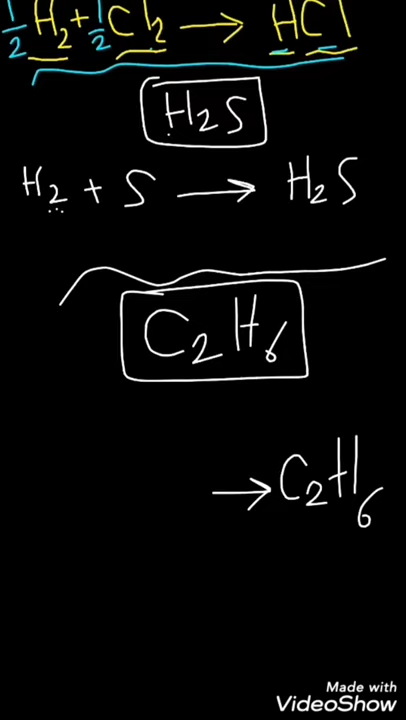 ½H₂+½Cl₂ → HCl
H₂S
H₂ + S → H₂S
C₂H₆
→ C₂H₆
Made with
VideoShow